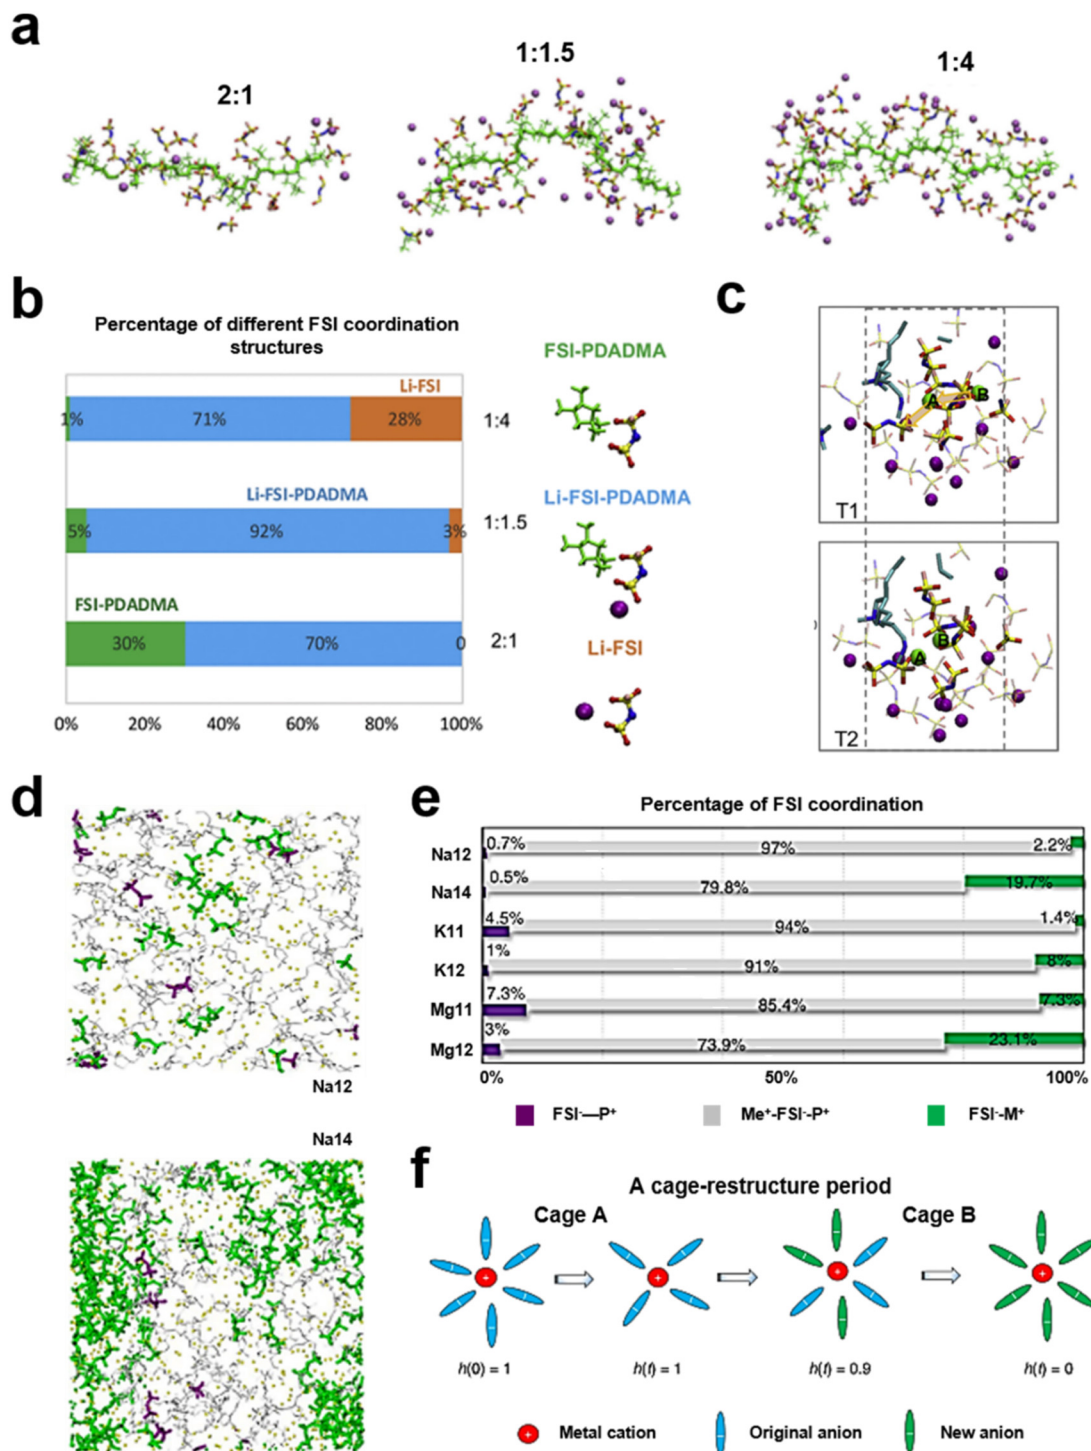 a
2:1
1:1.5
1:4
b
Percentage of different FSI coordination
structures
Li-FSI
1%
71%
28%
1:4
Li-FSI-PDADMA
5%
92%
3%
1:1.5
FSI-PDADMA
30%
70%
0
2:1
0%
20%
40%
60%
80%
100%
FSI-PDADMA
Li-FSI-PDADMA
Li-FSI
c
A
B
T1
A
B
T2
d
Na12
Na14
e
Percentage of FSI coordination
Na12
0.7%
97%
2.2%
Na14
0.5%
79.8%
19.7%
K11
4.5%
94%
1.4%
K12
1%
91%
8%
Mg11
7.3%
85.4%
7.3%
Mg12
3%
73.9%
23.1%
0%
50%
100%
FSI⁻—P⁺
Me⁺-FSI⁻-P⁺
FSI⁻-M⁺
f
A cage-restructure period
Cage A
Cage B
h(0) = 1
h(t) = 1
h(t) = 0.9
h(t) = 0
Metal cation
Original anion
New anion